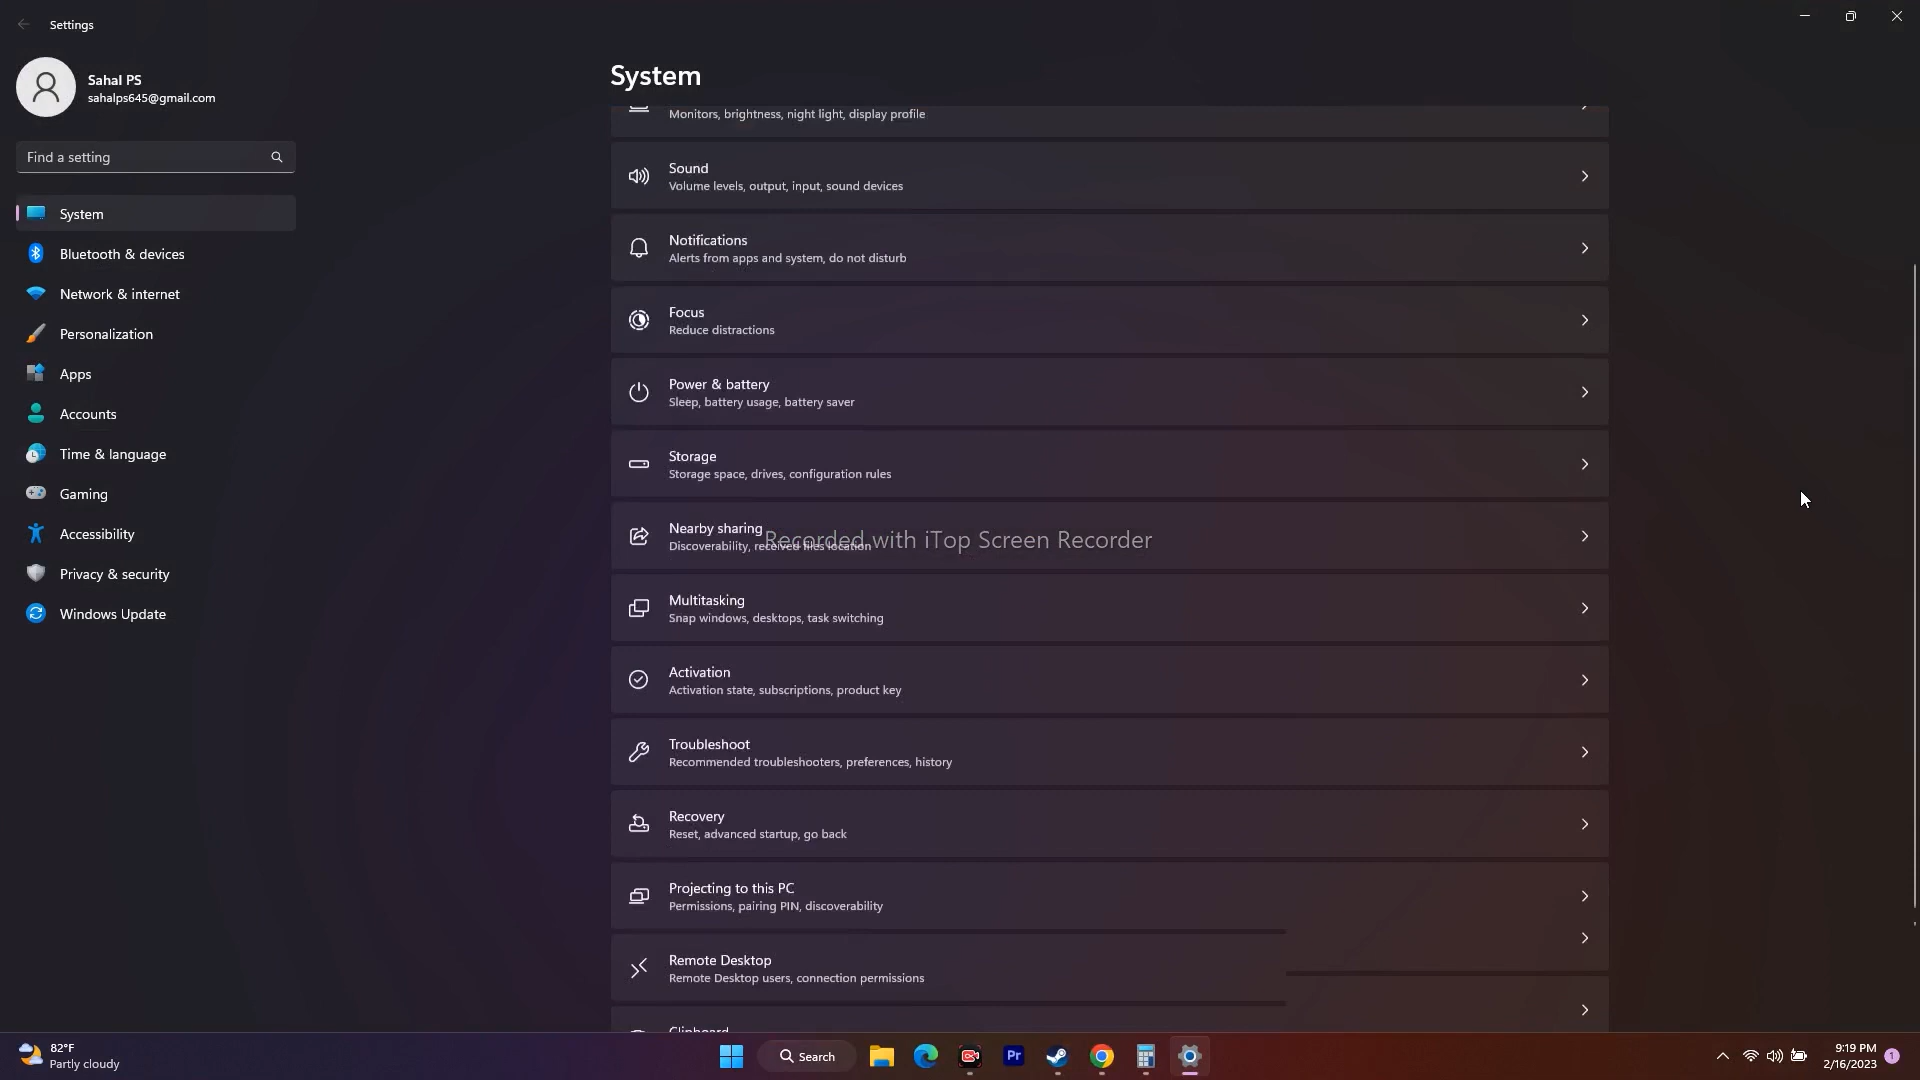 Settings
Sahal PS
sahalps645@gmail.com
Find a setting
System
Bluetooth & devices
Network & internet
Personalization
Apps
Accounts
Time & language
Gaming
Accessibility
Privacy & security
Windows Update
System
Monitors, brightness, night light, display profile
Sound
Volume levels, output, input, sound devices
Notifications
Alerts from apps and system, do not disturb
Focus
Reduce distractions
Power & battery
Sleep, battery usage, battery saver
Storage
Storage space, drives, configuration rules
Nearby sharing
Discoverability, received files location
Recorded with iTop Screen Recorder
Multitasking
Snap windows, desktops, task switching
Activation
Activation state, subscriptions, product key
Troubleshoot
Recommended troubleshooters, preferences, history
Recovery
Reset, advanced startup, go back
Projecting to this PC
Permissions, pairing PIN, discoverability
Remote Desktop
Remote Desktop users, connection permissions
Clipboard
82°F
Partly cloudy
Search
Pr
9:19 PM
2/16/2023
1